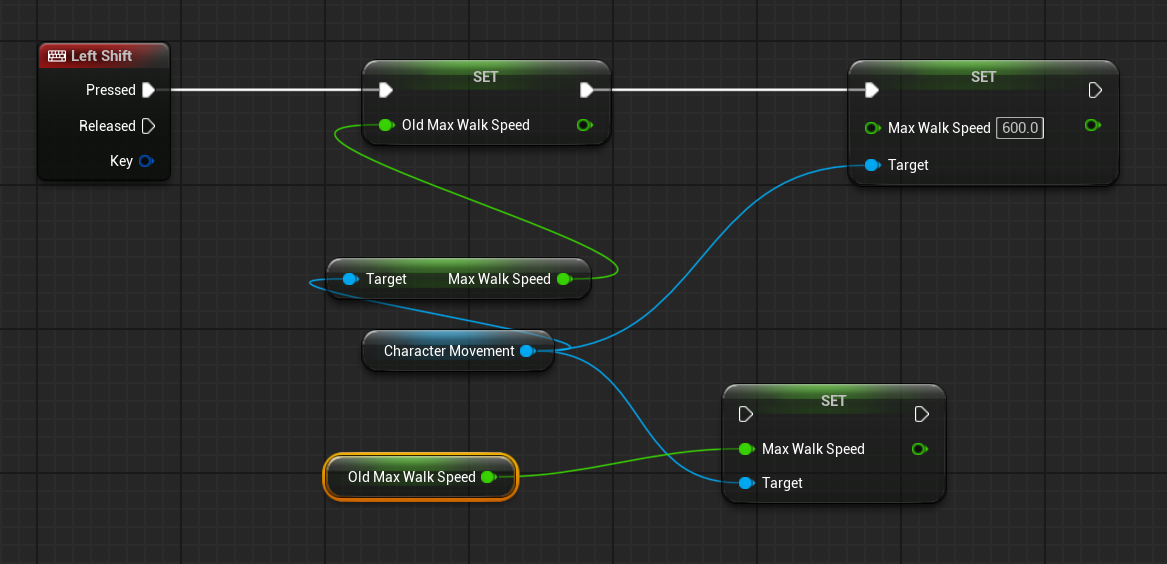 Left Shift
Pressed
Released
Key
SET
Old Max Walk Speed
SET
Max Walk Speed 600.0
Target
Target Max Walk Speed
Character Movement
Old Max Walk Speed
SET
Max Walk Speed
Target